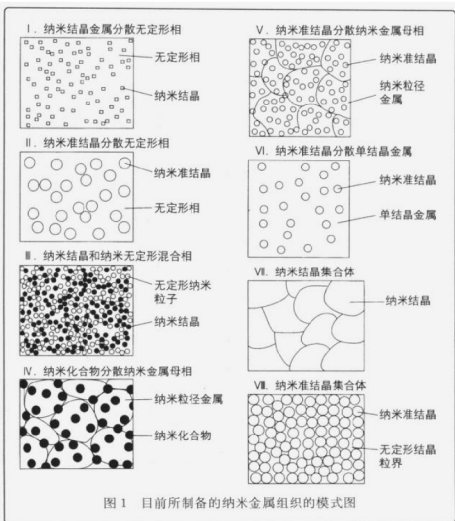 Ⅰ. 纳米结晶金属分散无定形相
无定形相
纳米结晶
Ⅱ. 纳米准结晶分散无定形相
纳米准结晶
无定形相
Ⅲ. 纳米结晶和纳米无定形混合相
无定形纳米
粒子
纳米结晶
Ⅳ. 纳米化合物分散纳米金属母相
纳米粒径金属
纳米化合物
Ⅴ. 纳米准结晶分散纳米金属母相
纳米准结晶
纳米粒径
金属
Ⅵ. 纳米准结晶分散单结晶金属
纳米准结晶
单结晶金属
Ⅶ. 纳米结晶集合体
纳米结晶
Ⅷ. 纳米准结晶集合体
纳米准结晶
无定形结晶
粒界
图1 目前所制备的纳米金属组织的模式图